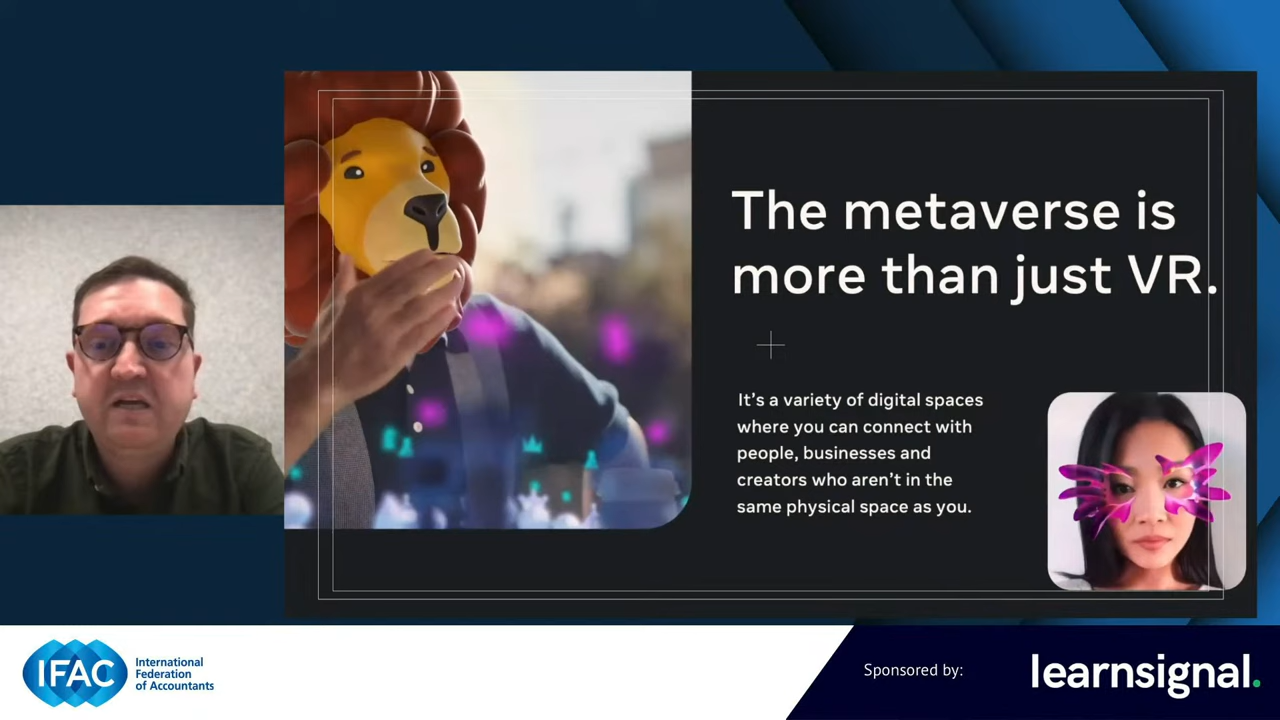 The metaverse is
more than just VR.
It's a variety of digital spaces
where you can connect with
people, businesses and
creators who aren't in the
same physical space as you.
IFAC
International
Federation
of Accountants
Sponsored by:
learnsignal.